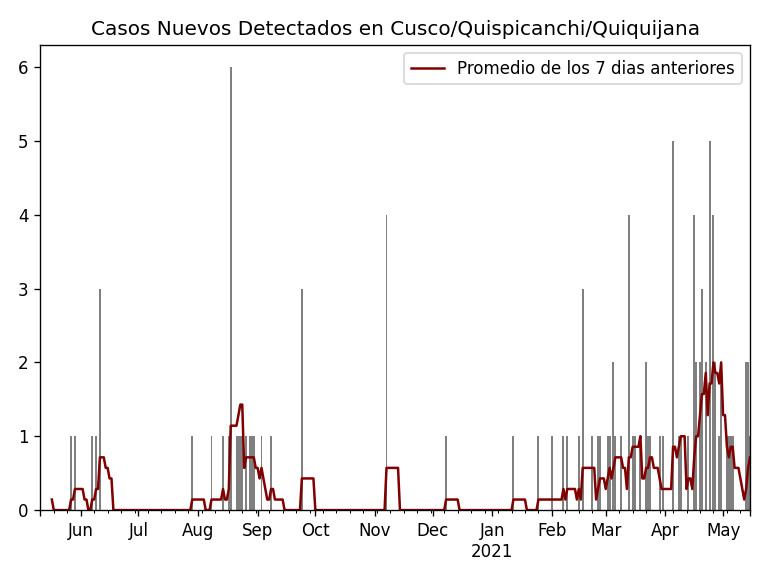 Casos Nuevos Detectados en Cusco/Quispicanchi/Quiquijana
Promedio de los 7 dias anteriores
6
5
4
3
2
1
0
Jun Jul Aug Sep Oct Nov Dec Jan Feb Mar Apr May
2021